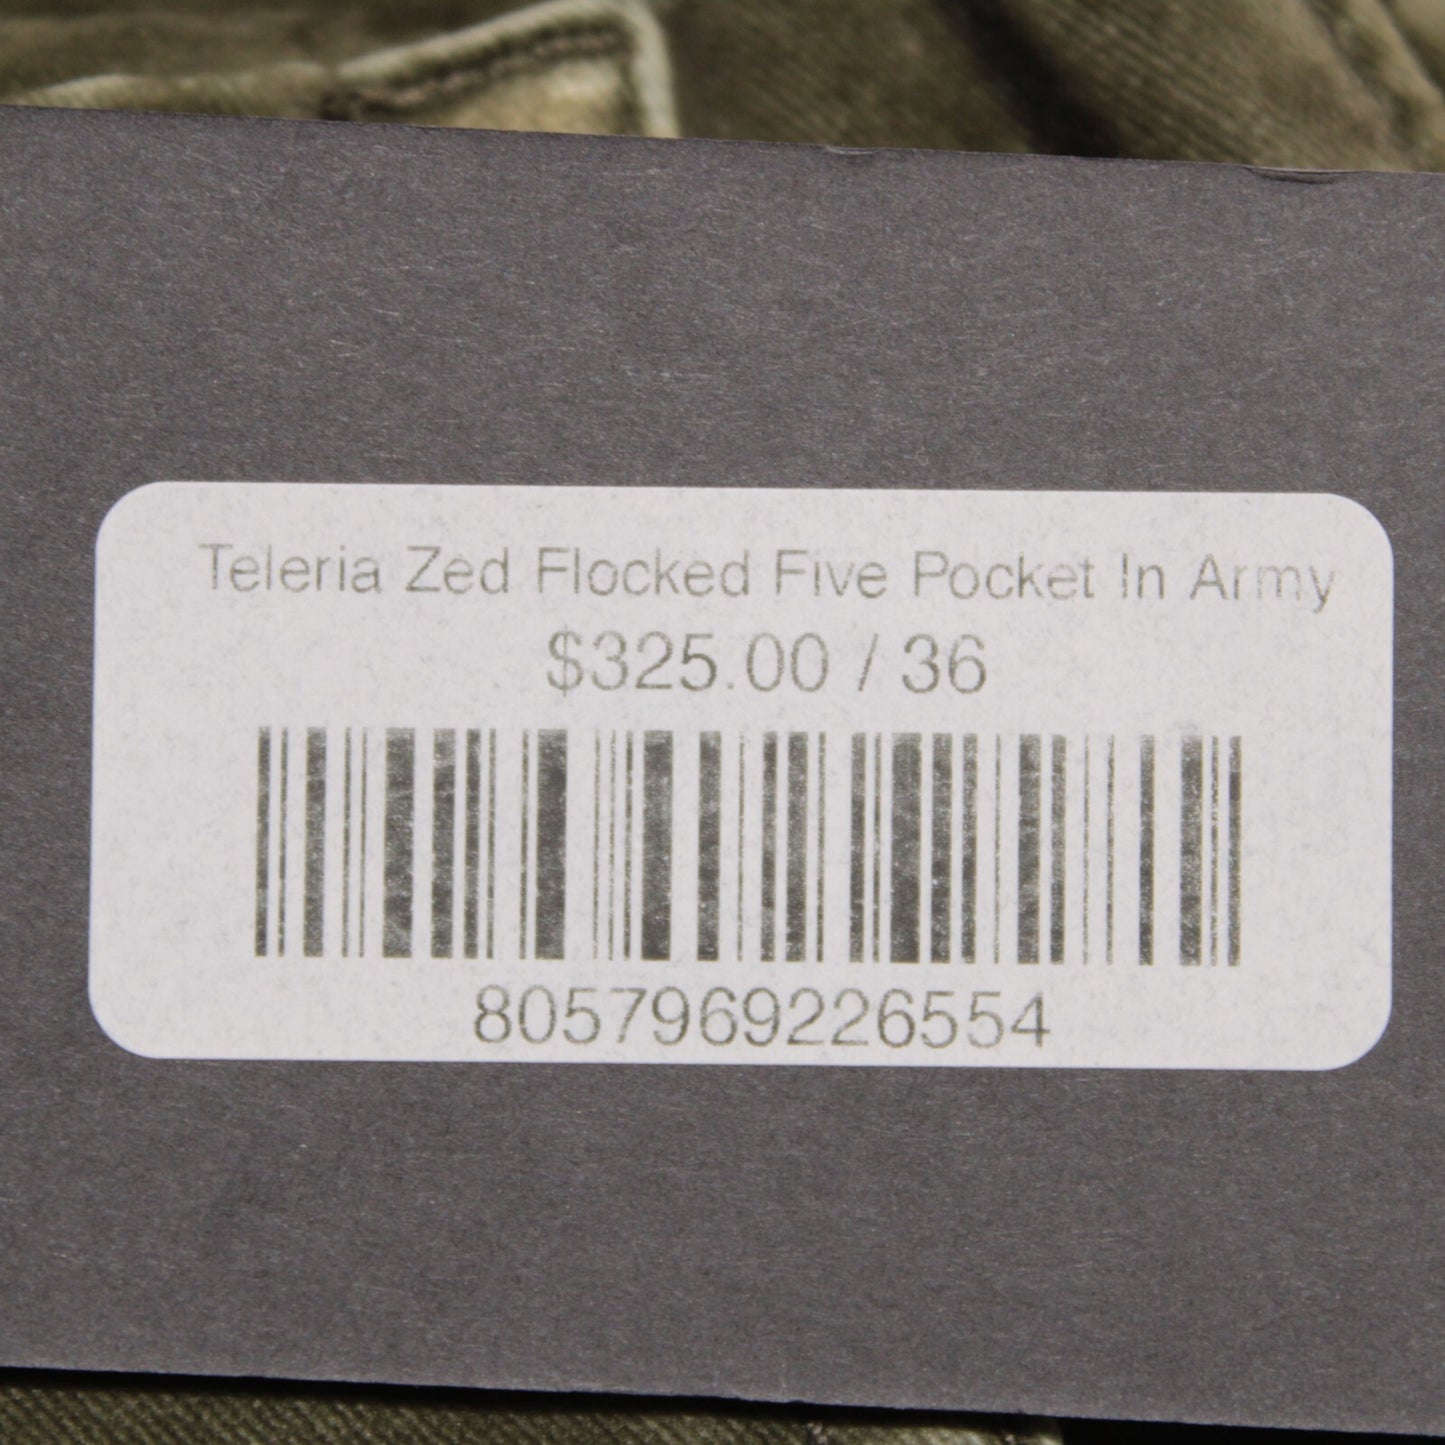 Teleria Zed Flocked Five Pocket In Army
$325.00 / 36
8057969226554